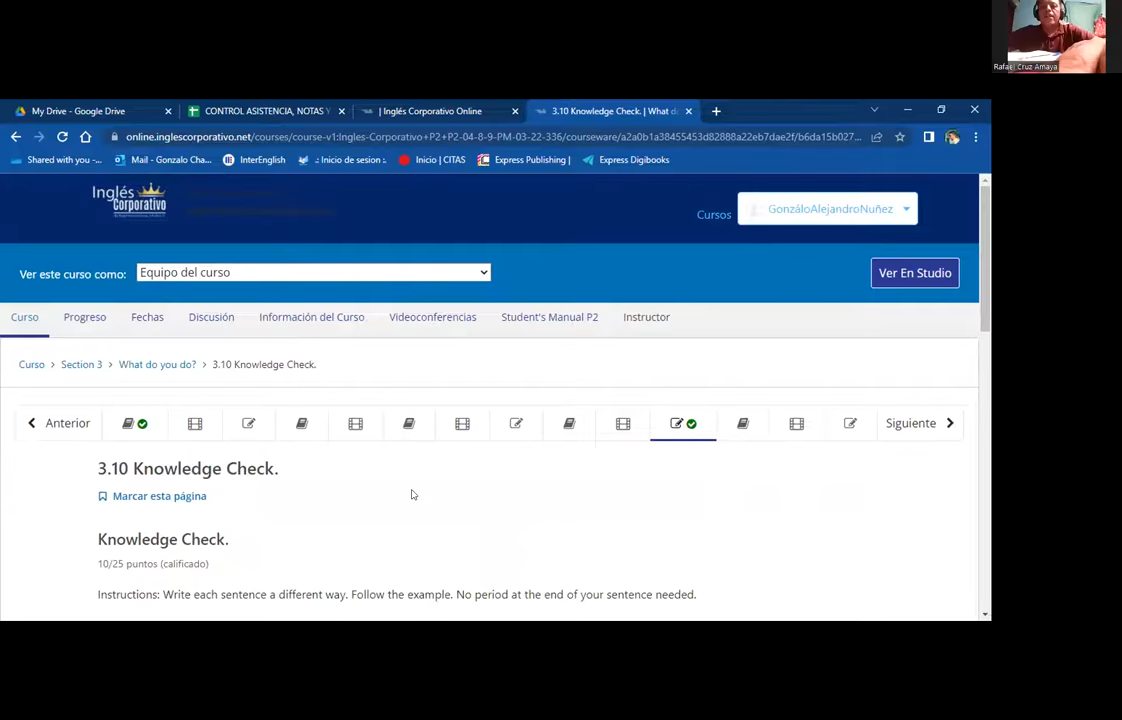 Rafael Cruz Amaya
My Drive - Google Drive
CONTROL ASISTENCIA, NOTAS Y
| Inglés Corporativo Online
3.10 Knowledge Check. | What d
online.inglescorporativo.net/courses/course-v1:Ingles-Corporativo+P2+P2-04-8-9-PM-03-22-336/courseware/a2a0b1a38455453d82888a22eb7dae2f/b6da15b027...
Shared with you -...
Mail - Gonzalo Cha...
InterEnglish
.: Inicio de sesion :.
Inicio | CITAS
Express Publishing |
Express Digibooks
Inglés
Corporativo
Cursos
GonzáloAlejandroNuñez
Ver este curso como:
Equipo del curso
Ver En Studio
Curso
Progreso
Fechas
Discusión
Información del Curso
Videoconferencias
Student's Manual P2
Instructor
Curso > Section 3 > What do you do? > 3.10 Knowledge Check.
Anterior
Siguiente
3.10 Knowledge Check.
Marcar esta página
Knowledge Check.
10/25 puntos (calificado)
Instructions: Write each sentence a different way. Follow the example. No period at the end of your sentence needed.